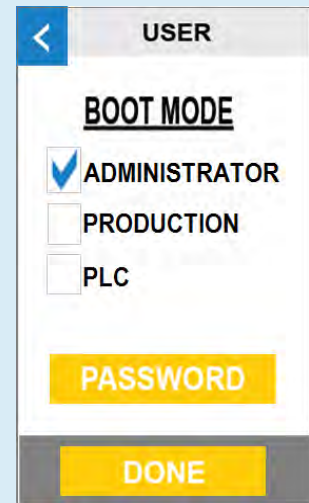 USER
BOOT MODE
ADMINISTRATOR
PRODUCTION
PLC
PASSWORD
DONE